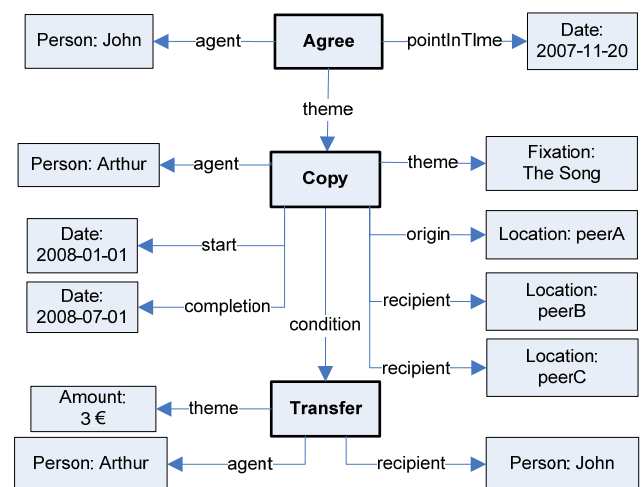 Person: John
agent
Agree
pointInTIme
Date:
2007-11-20
theme
Person: Arthur
agent
Copy
theme
Fixation:
The Song
Date:
2008-01-01
start
origin
Location: peerA
Date:
2008-07-01
completion
condition
recipient
Location:
peerB
recipient
Location:
peerC
Amount:
3 €
theme
Transfer
Person: Arthur
agent
recipient
Person: John